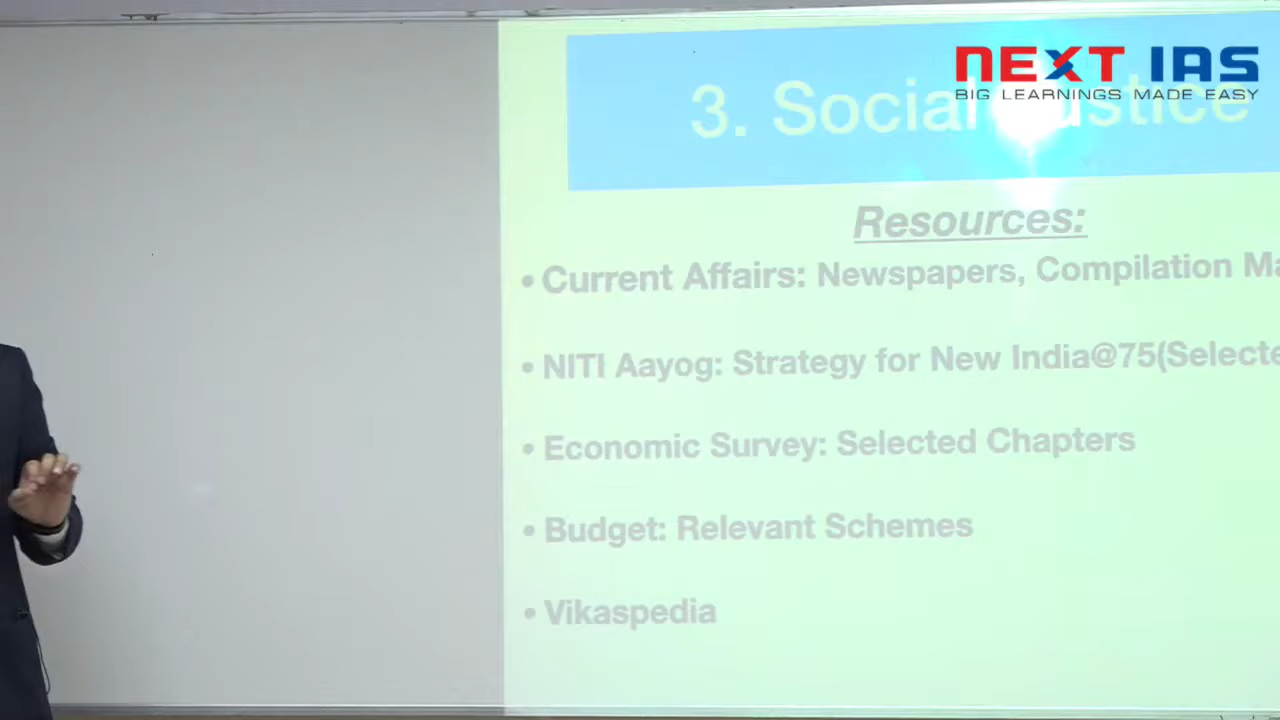 NEXT IAS
BIG LEARNINGS MADE EASY
3. Social Justice
Resources:
• Current Affairs: Newspapers, Compilation
• NITI Aayog: Strategy for New India@75
• Economic Survey: Selected Chapters
• Budget: Relevant Schemes
• Vikaspedia